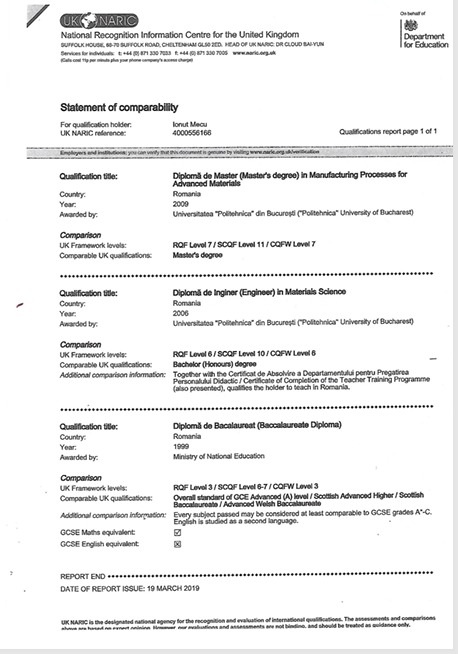 UK NARIC
On behalf of
National Recognition Information Centre for the United Kingdom
SUFFOLK HOUSE, 68-70 SUFFOLK ROAD, CHELTENHAM GL50 2ED. HEAD OF UK NARIC: DR CLOUD BAI-YUN
Services for individuals t: +44 (0) 871 330 7033 f: +44 (0) 871 330 7005 www.naric.org.uk
(Calls cost 11p per minute plus your phone company's access charge)
Department
for Education
Statement of comparability
For qualification holder: Ionut Mecu
UK NARIC reference: 4000556166 Qualifications report page 1 of 1
Employers and institutions: you can verify that this document is genuine by visiting www.naric.org.uk/verification
Qualification title: Diplomă de Master (Master's degree) in Manufacturing Processes for
Advanced Materials
Country: Romania
Year: 2009
Awarded by: Universitatea "Politehnica" din București ("Politehnica" University of Bucharest)
Comparison
UK Framework levels: RQF Level 7 / SCQF Level 11 / CQFW Level 7
Comparable UK qualifications: Master's degree
Qualification title: Diplomă de Inginer (Engineer) in Materials Science
Country: Romania
Year: 2006
Awarded by: Universitatea "Politehnica" din București ("Politehnica" University of Bucharest)
Comparison
UK Framework levels: RQF Level 6 / SCQF Level 10 / CQFW Level 6
Comparable UK qualifications: Bachelor (Honours) degree
Additional comparison information: Together with the Certificat de Absolvire a Departamentului pentru Pregatirea
Personalului Didactic / Certificate of Completion of the Teacher Training Programme
(also presented), qualifies the holder to teach in Romania.
Qualification title: Diplomă de Bacalaureat (Baccalaureate Diploma)
Country: Romania
Year: 1999
Awarded by: Ministry of National Education
Comparison
UK Framework levels: RQF Level 3 / SCQF Level 6-7 / CQFW Level 3
Comparable UK qualifications: Overall standard of GCE Advanced (A) level / Scottish Advanced Higher / Scottish
Baccalaureate / Advanced Welsh Baccalaureate
Additional comparison information: Every subject passed may be considered at least comparable to GCSE grades A*-C.
English is studied as a second language.
GCSE Maths equivalent: ☑
GCSE English equivalent: ☒
REPORT END
DATE OF REPORT ISSUE: 19 MARCH 2019
UK NARIC is the designated national agency for the recognition and evaluation of international qualifications. The assessments and comparisons
above are based on expert opinion. However, our evaluations and assessments are not binding, and should be treated as guidance only.